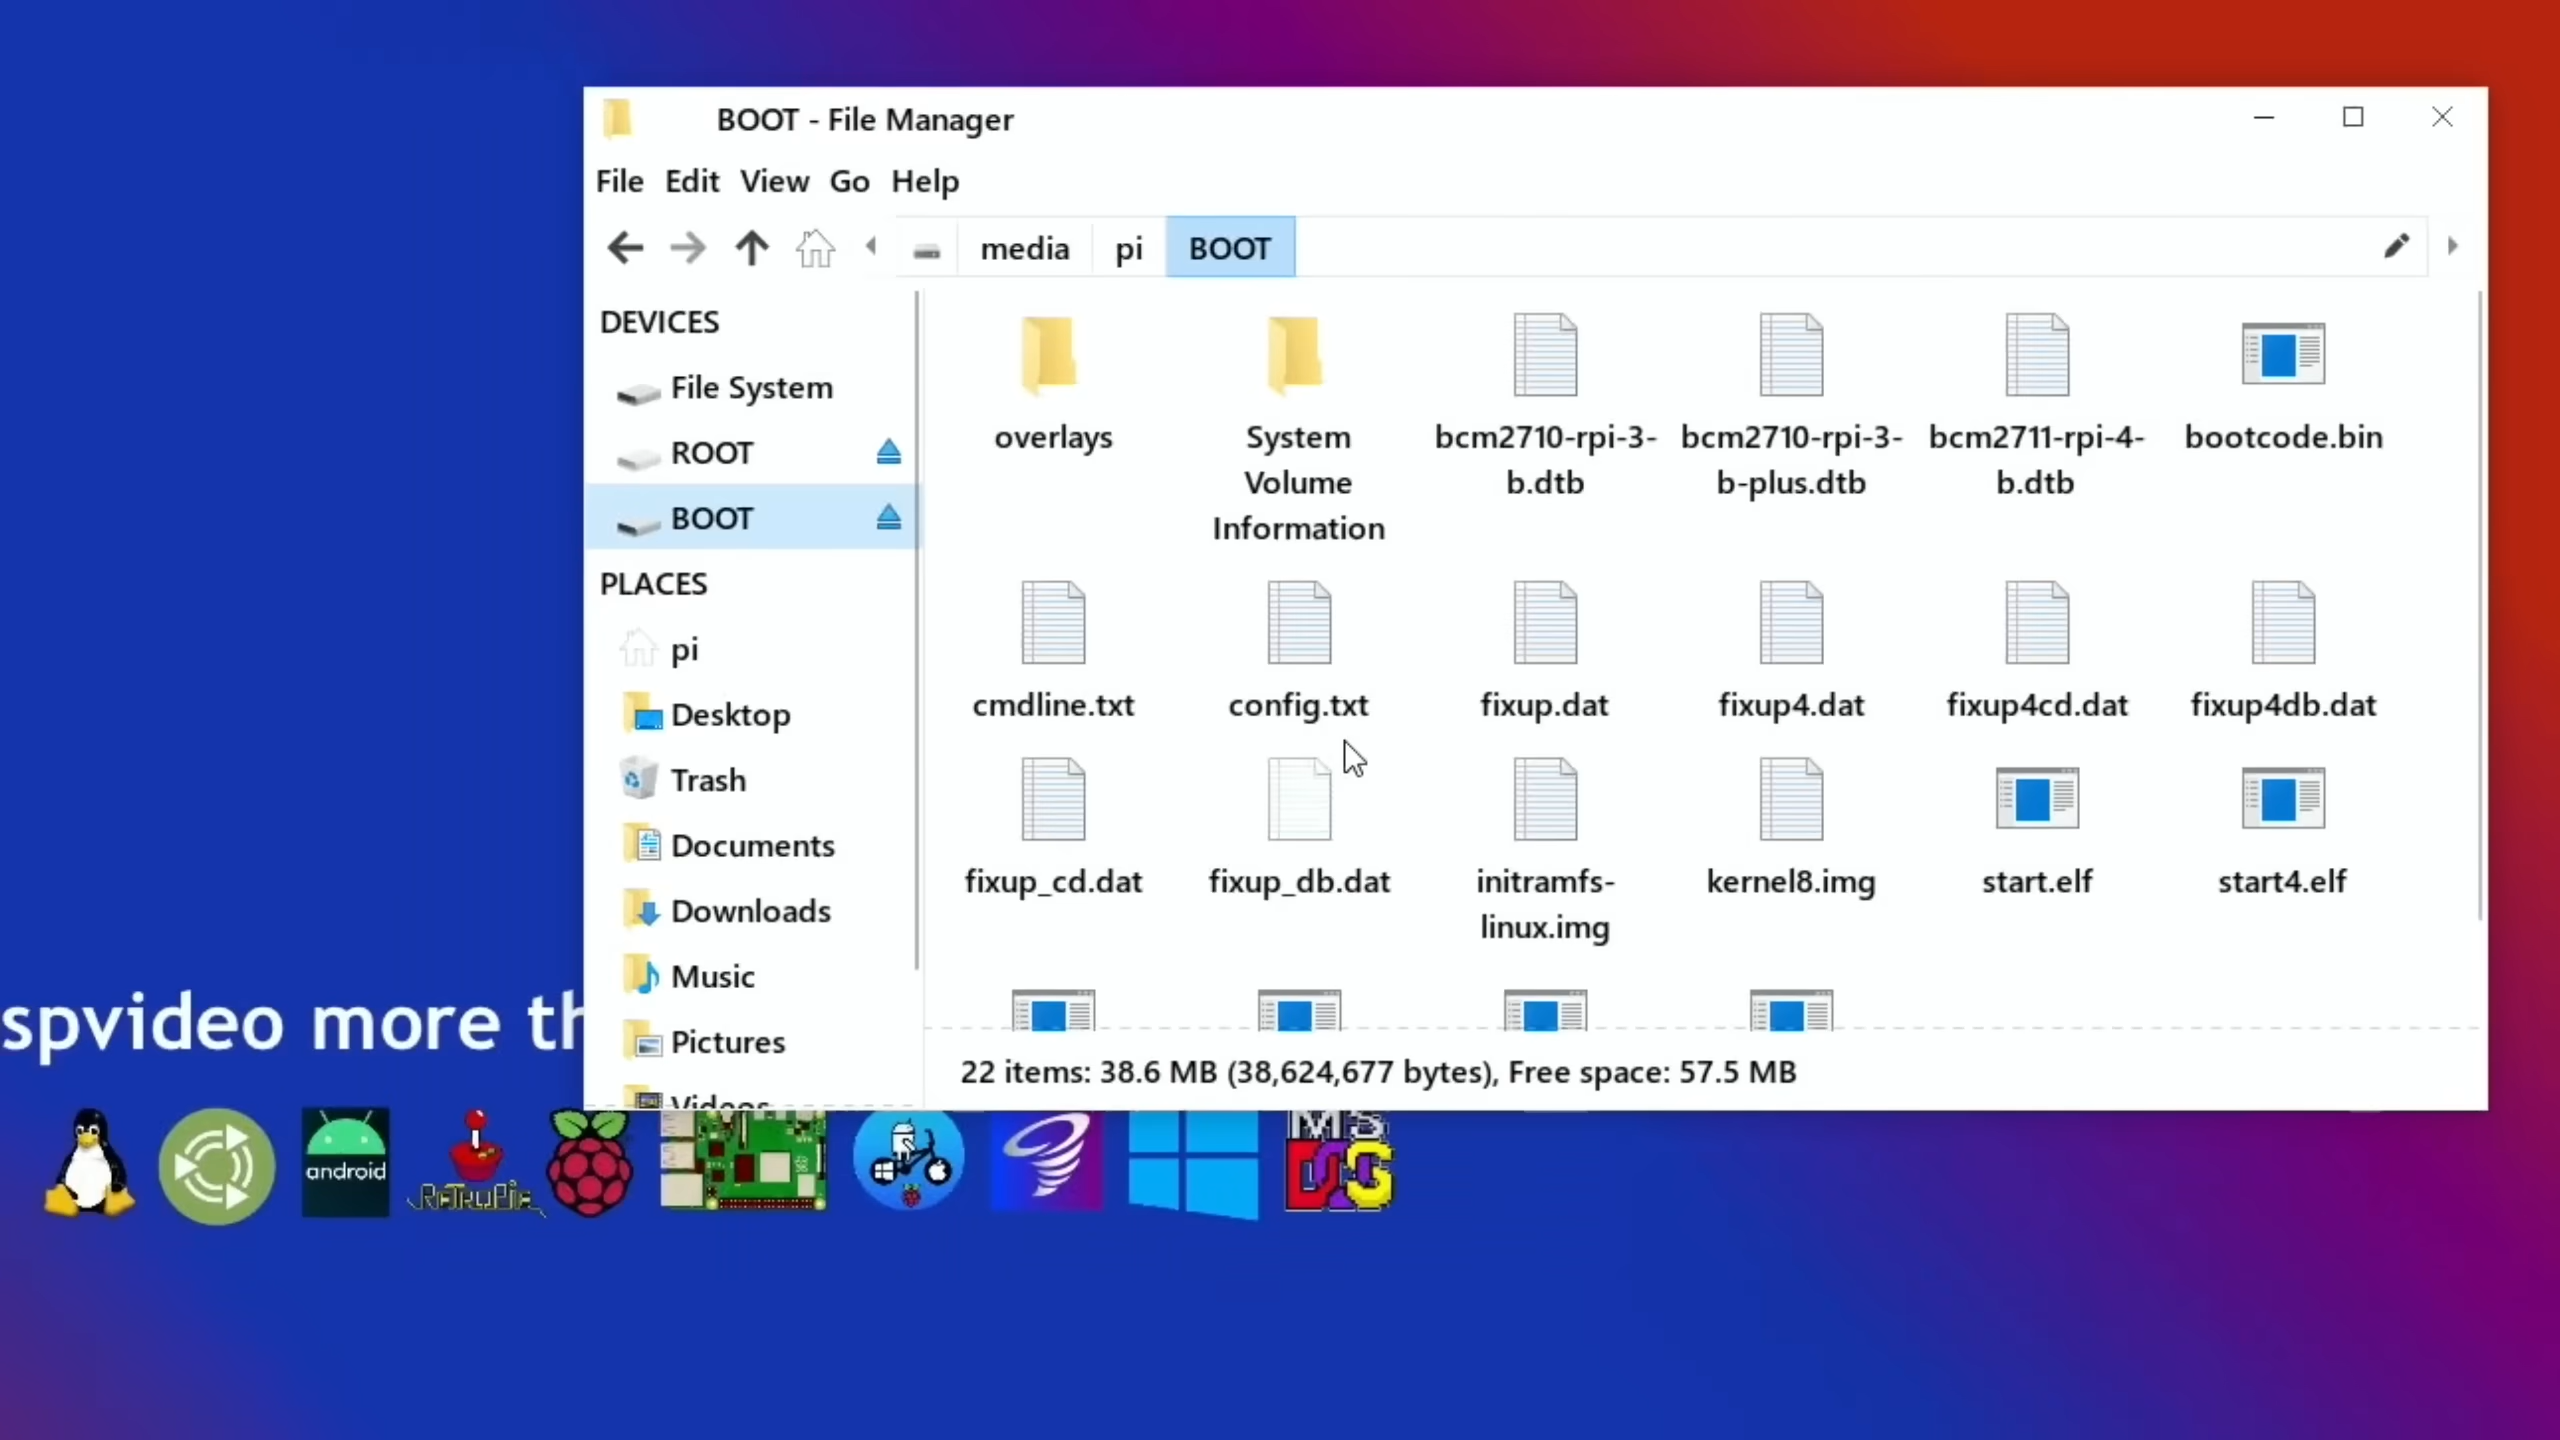 BOOT - File Manager
File Edit View Go Help
media pi BOOT
DEVICES
File System
ROOT
BOOT
PLACES
pi
Desktop
Trash
Documents
Downloads
Music
Pictures
Videos
overlays
System
Volume
Information
bcm2710-rpi-3-
b.dtb
bcm2710-rpi-3-
b-plus.dtb
bcm2711-rpi-4-
b.dtb
bootcode.bin
cmdline.txt
config.txt
fixup.dat
fixup4.dat
fixup4cd.dat
fixup4db.dat
fixup_cd.dat
fixup_db.dat
initramfs-
linux.img
kernel8.img
start.elf
start4.elf
22 items: 38.6 MB (38,624,677 bytes), Free space: 57.5 MB
spvideo more th
android
RetroPie
MS
DOS